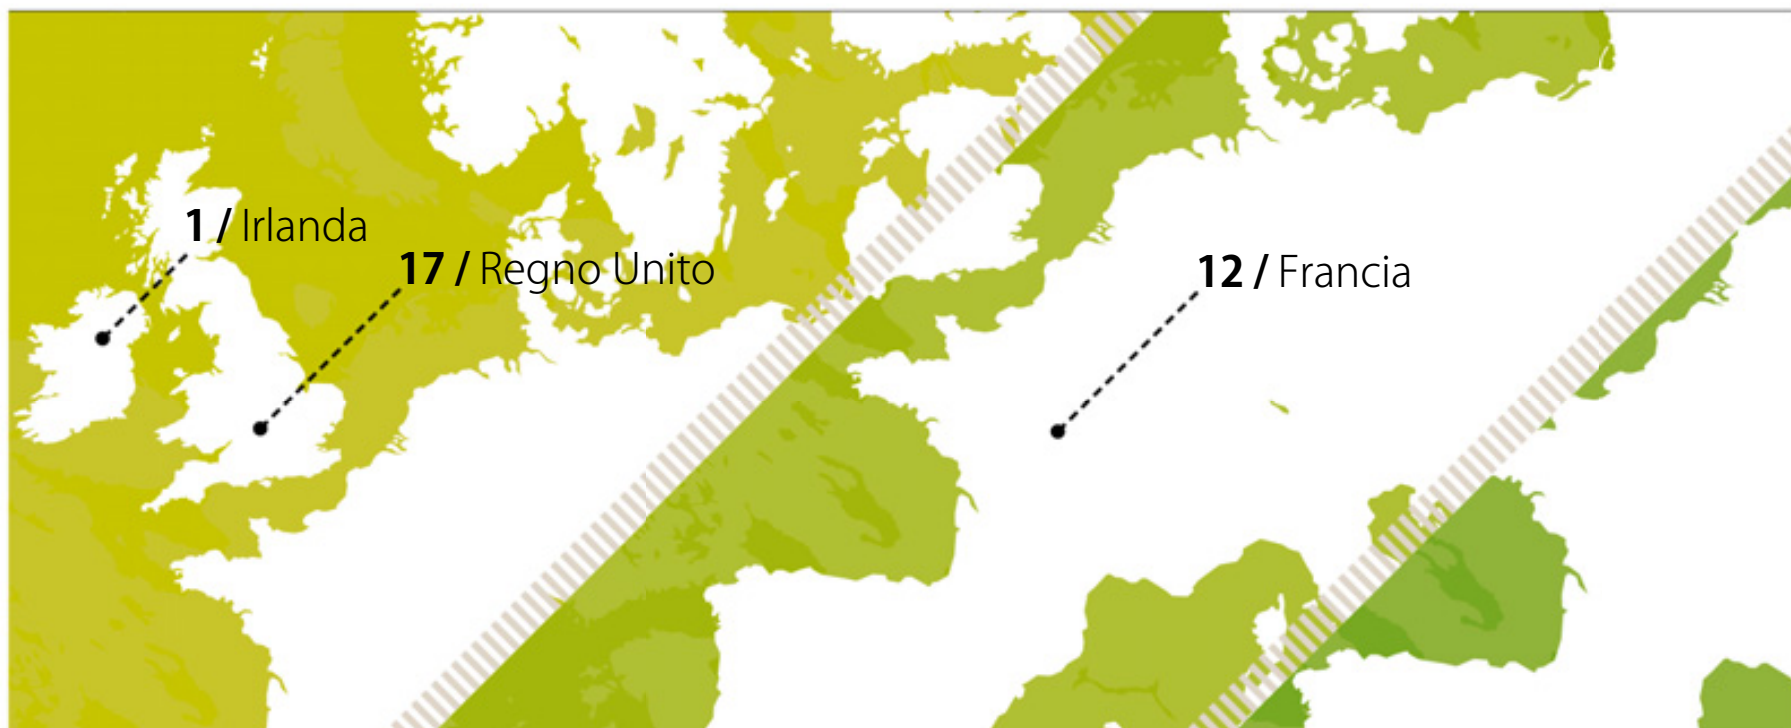 1 / Irlanda
17 / Regno Unito
12 / Francia